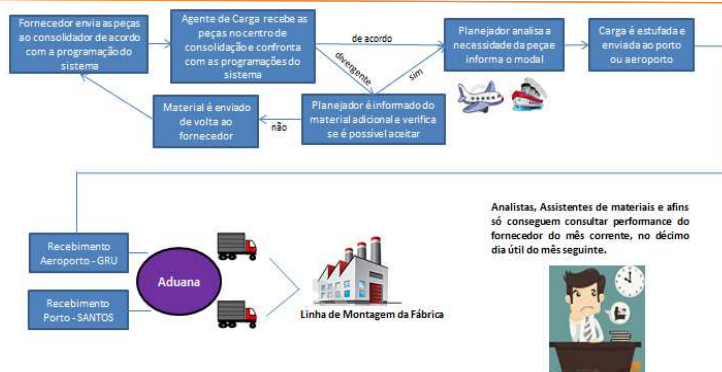 Fornecedor envia as peças
ao consolidador de acordo
com a programação do
sistema
Agente de Carga recebe as
peças no centro de
consolidação e confronta
com as programações do
sistema
de acordo
divergente
sim
Planejador analisa a
necessidade da peça e
informa o modal
Carga é estufada e
enviada ao porto
ou aeroporto
Material é enviado
de volta ao
fornecedor
não
Planejador é informado do
material adicional e verifica
se é possível aceitar
Recebimento
Aeroporto - GRU
Recebimento
Porto - SANTOS
Aduana
Linha de Montagem da Fábrica
Analistas, Assistentes de materiais e afins
só conseguem consultar performance do
fornecedor do mês corrente, no décimo
dia útil do mês seguinte.